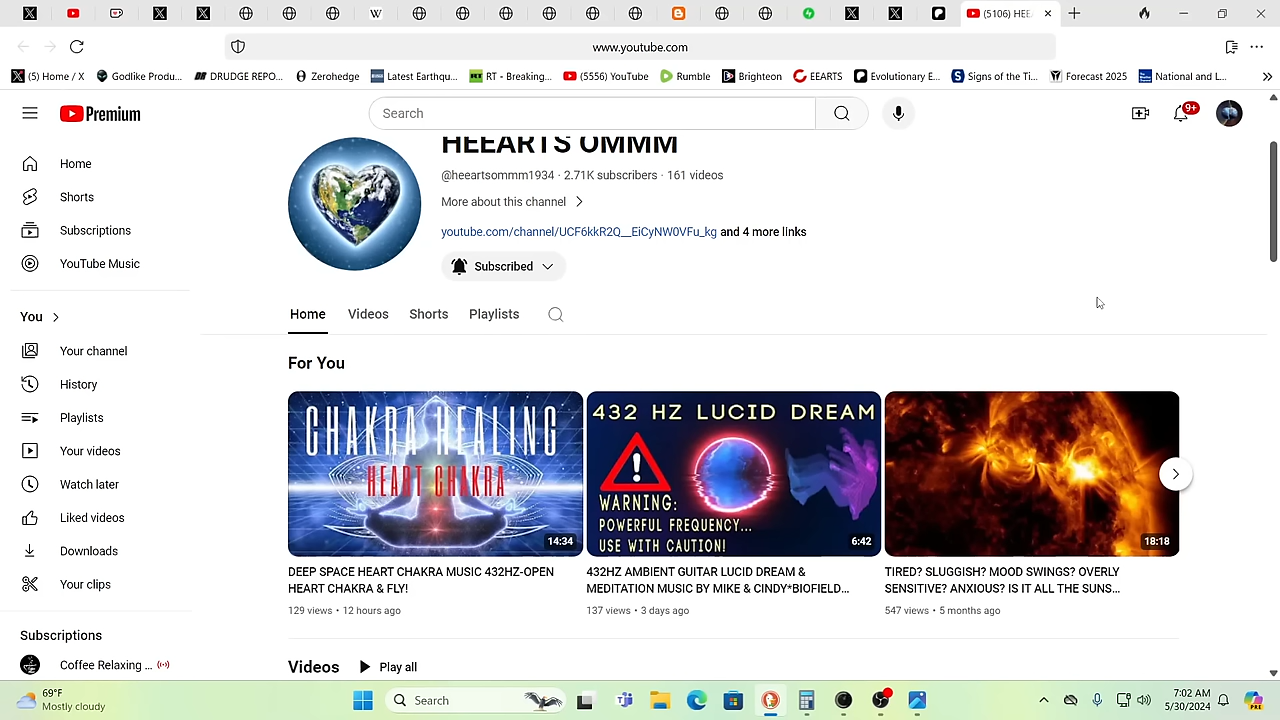 (5106) HEE
www.youtube.com
(5) Home / X
Godlike Produ...
DRUDGE REPO...
Zerohedge
Latest Earthqu...
RT - Breaking...
(5556) YouTube
Rumble
Brighteon
EEARTS
Evolutionary E...
Signs of the Ti...
Forecast 2025
National and L...
Premium
Search
9+
HEEARTS OMMM
@heeartsommm1934 · 2.71K subscribers · 161 videos
More about this channel
youtube.com/channel/UCF6kkR2Q__EiCyNW0VFu_kg and 4 more links
Subscribed
Home
Shorts
Subscriptions
YouTube Music
You
Your channel
History
Playlists
Your videos
Watch later
Liked videos
Downloads
Your clips
Subscriptions
Coffee Relaxing ...
Home
Videos
Shorts
Playlists
For You
CHAKRA HEALING
HEART CHAKRA
14:34
DEEP SPACE HEART CHAKRA MUSIC 432HZ-OPEN
HEART CHAKRA & FLY!
129 views • 12 hours ago
432 HZ LUCID DREAM
WARNING:
POWERFUL FREQUENCY...
USE WITH CAUTION!
6:42
432HZ AMBIENT GUITAR LUCID DREAM &
MEDITATION MUSIC BY MIKE & CINDY*BIOFIELD...
137 views • 3 days ago
18:18
TIRED? SLUGGISH? MOOD SWINGS? OVERLY
SENSITIVE? ANXIOUS? IS IT ALL THE SUNS...
547 views • 5 months ago
Videos
Play all
69°F
Mostly cloudy
Search
7:02 AM
5/30/2024